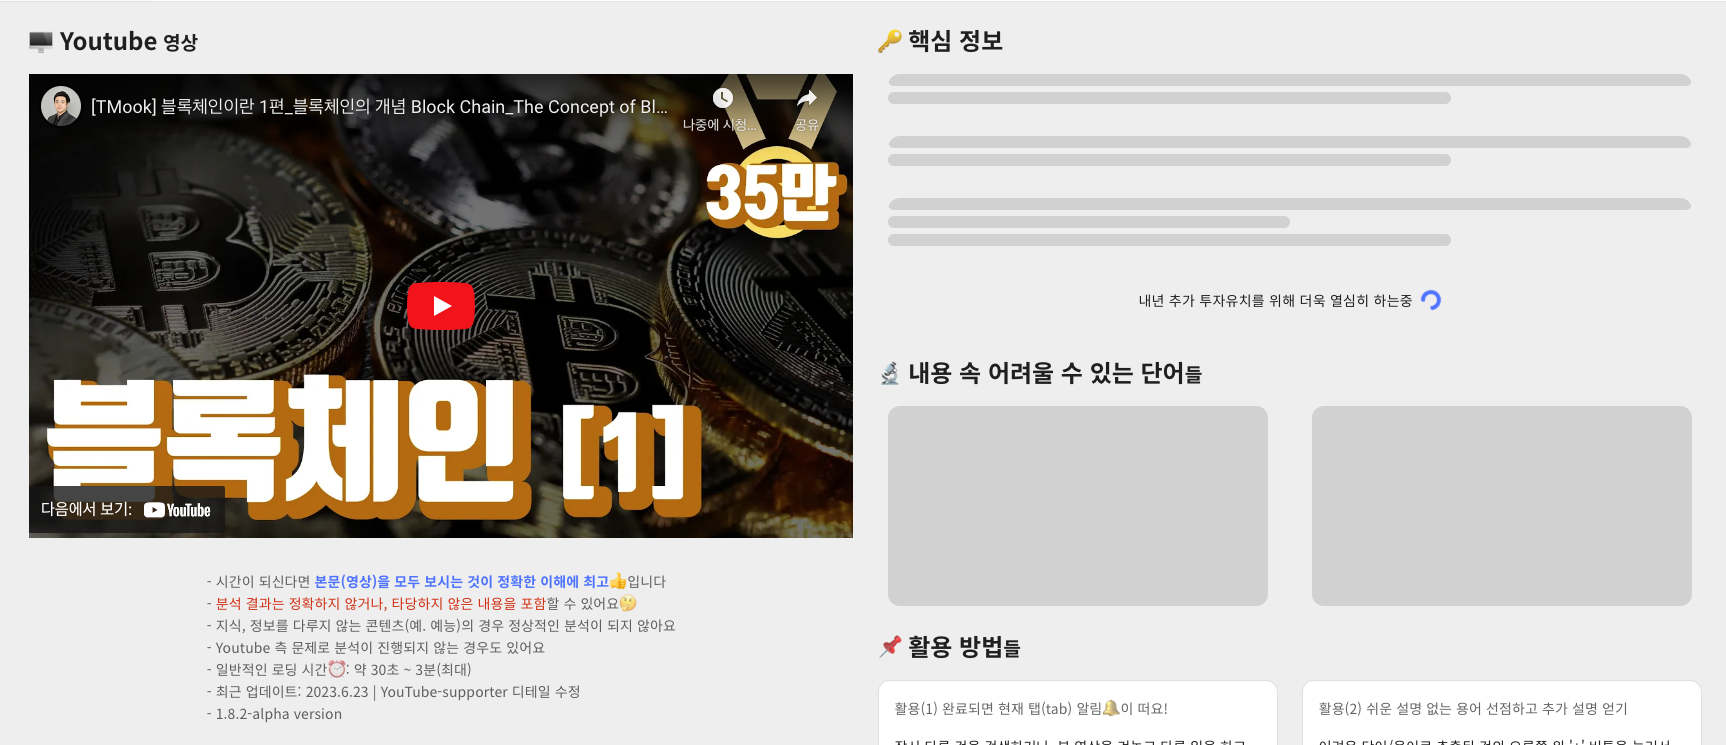 Youtube 영상
[TMook] 블록체인이란 1편_블록체인의 개념 Block Chain_The Concept of Bl...
나중에 시청...
공유
35만
블록체인 [1]
다음에서 보기: YouTube
- 시간이 되신다면 본문(영상)을 모두 보시는 것이 정확한 이해에 최고👍입니다
- 분석 결과는 정확하지 않거나, 타당하지 않은 내용을 포함할 수 있어요🤔
- 지식, 정보를 다루지 않는 콘텐츠(예. 예능)의 경우 정상적인 분석이 되지 않아요
- Youtube 측 문제로 분석이 진행되지 않는 경우도 있어요
- 일반적인 로딩 시간⏰: 약 30초 ~ 3분(최대)
- 최근 업데이트: 2023.6.23 | YouTube-supporter 디테일 수정
- 1.8.2-alpha version
핵심 정보
내년 추가 투자유치를 위해 더욱 열심히 하는중
내용 속 어려울 수 있는 단어들
활용 방법들
활용(1) 완료되면 현재 탭(tab) 알림🔔이 떠요!
활용(2) 쉬운 설명 없는 용어 선점하고 추가 설명 얻기